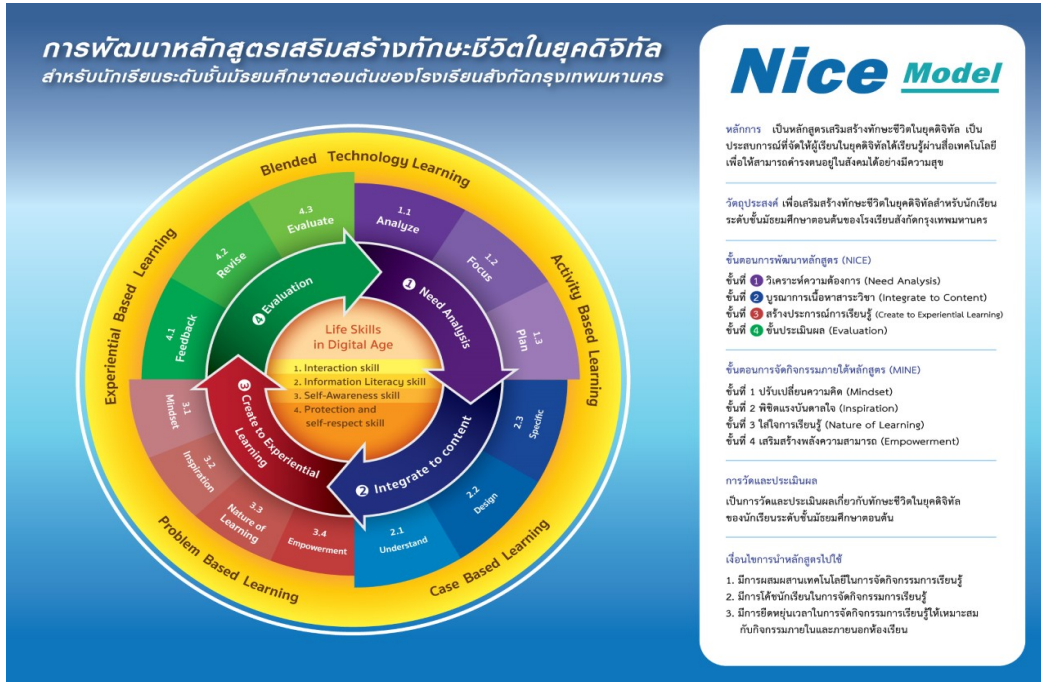 การพัฒนาหลักสูตรเสริมสร้างทักษะชีวิตในยุคดิจิทัล
สำหรับนักเรียนระดับชั้นมัธยมศึกษาตอนต้นของโรงเรียนสังกัดกรุงเทพมหานคร
Blended Technology Learning
Activity Based Learning
Case Based Learning
Problem Based Learning
Experiential Based Learning
1.1
Analyze
1.2
Focus
1.3
Plan
2.3
Specific
2.2
Design
2.1
Understand
3.4
Empowerment
3.3
Nature of
Learning
3.2
Inspiration
3.1
Mindset
4.1
Feedback
4.2
Revise
4.3
Evaluate
1 Need Analysis
2 Integrate to content
3 Create to Experiential
Learning
4 Evaluation
Life Skills
in Digital Age
1. Interaction skill
2. Information Literacy skill
3. Self-Awareness skill
4. Protection and
self-respect skill
Nice Model
หลักการ เป็นหลักสูตรเสริมสร้างทักษะชีวิตในยุคดิจิทัล เป็น
ประสบการณ์ที่จัดให้ผู้เรียนในยุคดิจิทัลได้เรียนรู้ผ่านสื่อเทคโนโลยี
เพื่อให้สามารถดำรงตนอยู่ในสังคมได้อย่างมีความสุข
วัตถุประสงค์ เพื่อเสริมสร้างทักษะชีวิตในยุคดิจิทัลสำหรับนักเรียน
ระดับชั้นมัธยมศึกษาตอนต้นของโรงเรียนสังกัดกรุงเทพมหานคร
ขั้นตอนการพัฒนาหลักสูตร (NICE)
ขั้นที่ 1 วิเคราะห์ความต้องการ (Need Analysis)
ขั้นที่ 2 บูรณาการเนื้อหาสาระวิชา (Integrate to Content)
ขั้นที่ 3 สร้างประการณ์การเรียนรู้ (Create to Experiential Learning)
ขั้นที่ 4 ขั้นประเมินผล (Evaluation)
ขั้นตอนการจัดกิจกรรมภายใต้หลักสูตร (MINE)
ขั้นที่ 1 ปรับเปลี่ยนความคิด (Mindset)
ขั้นที่ 2 พิชิตแรงบันดาลใจ (Inspiration)
ขั้นที่ 3 ใส่ใจการเรียนรู้ (Nature of Learning)
ขั้นที่ 4 เสริมสร้างพลังความสามารถ (Empowerment)
การวัดและประเมินผล
เป็นการวัดและประเมินผลเกี่ยวกับทักษะชีวิตในยุคดิจิทัล
ของนักเรียนระดับชั้นมัธยมศึกษาตอนต้น
เงื่อนไขการนำหลักสูตรไปใช้
1. มีการผสมผสานเทคโนโลยีในการจัดกิจกรรมการเรียนรู้
2. มีการโค้ชนักเรียนในการจัดกิจกรรมการเรียนรู้
3. มีการยืดหยุ่นเวลาในการจัดกิจกรรมการเรียนรู้ให้เหมาะสม
กับกิจกรรมภายในและภายนอกห้องเรียน